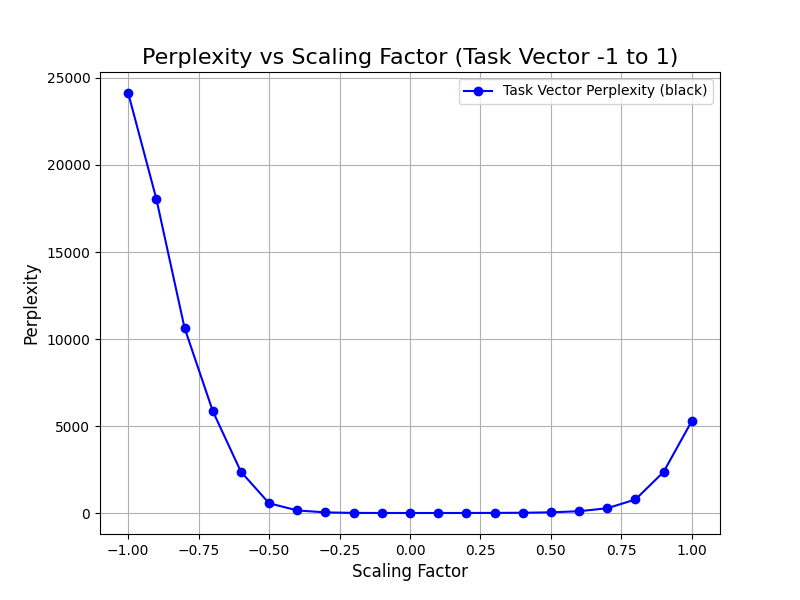 Perplexity vs Scaling Factor (Task Vector -1 to 1)
Task Vector Perplexity (black)
25000
20000
15000
10000
5000
0
Perplexity
−1.00 −0.75 −0.50 −0.25 0.00 0.25 0.50 0.75 1.00
Scaling Factor